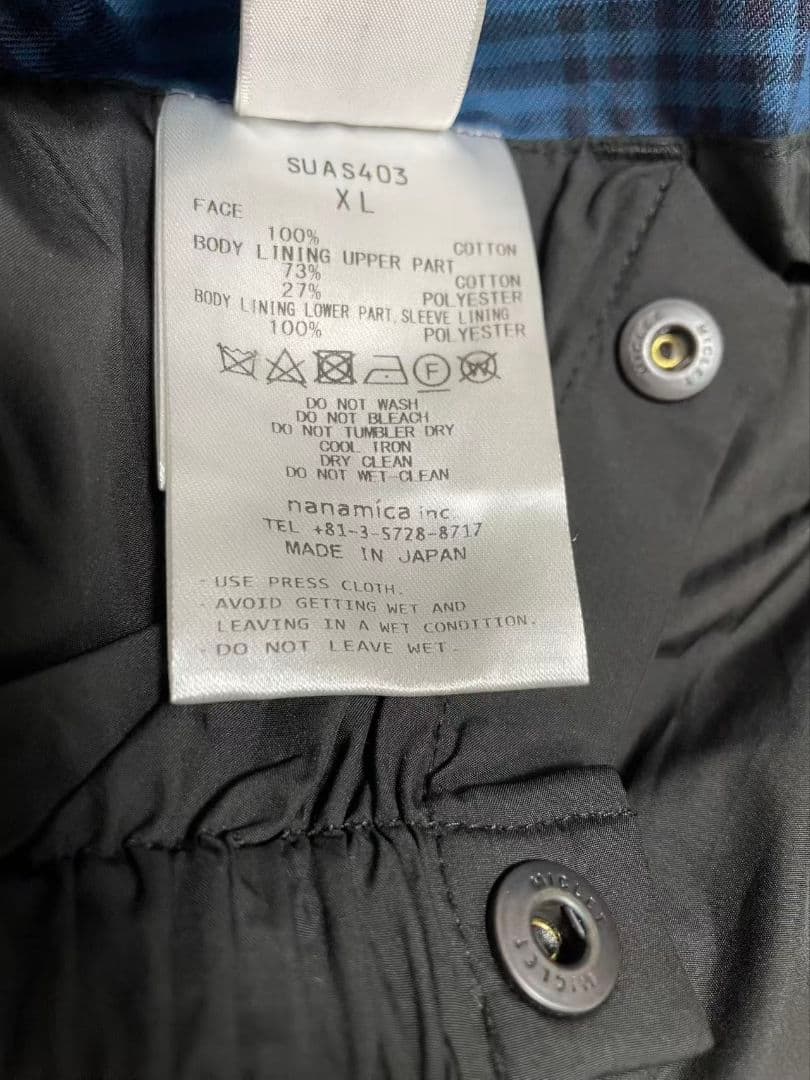 SUAS403
XL
FACE
100% COTTON
BODY LINING UPPER PART
73% COTTON
27% POLYESTER
BODY LINING LOWER PART, SLEEVE LINING
100% POLYESTER
F
W
DO NOT WASH
DO NOT BLEACH
DO NOT TUMBLER DRY
COOL IRON
DRY CLEAN
DO NOT WET-CLEAN
nanamica inc.
TEL +81-3-5728-8717
MADE IN JAPAN
- USE PRESS CLOTH.
- AVOID GETTING WET AND
LEAVING IN A WET CONDITION.
- DO NOT LEAVE WET.